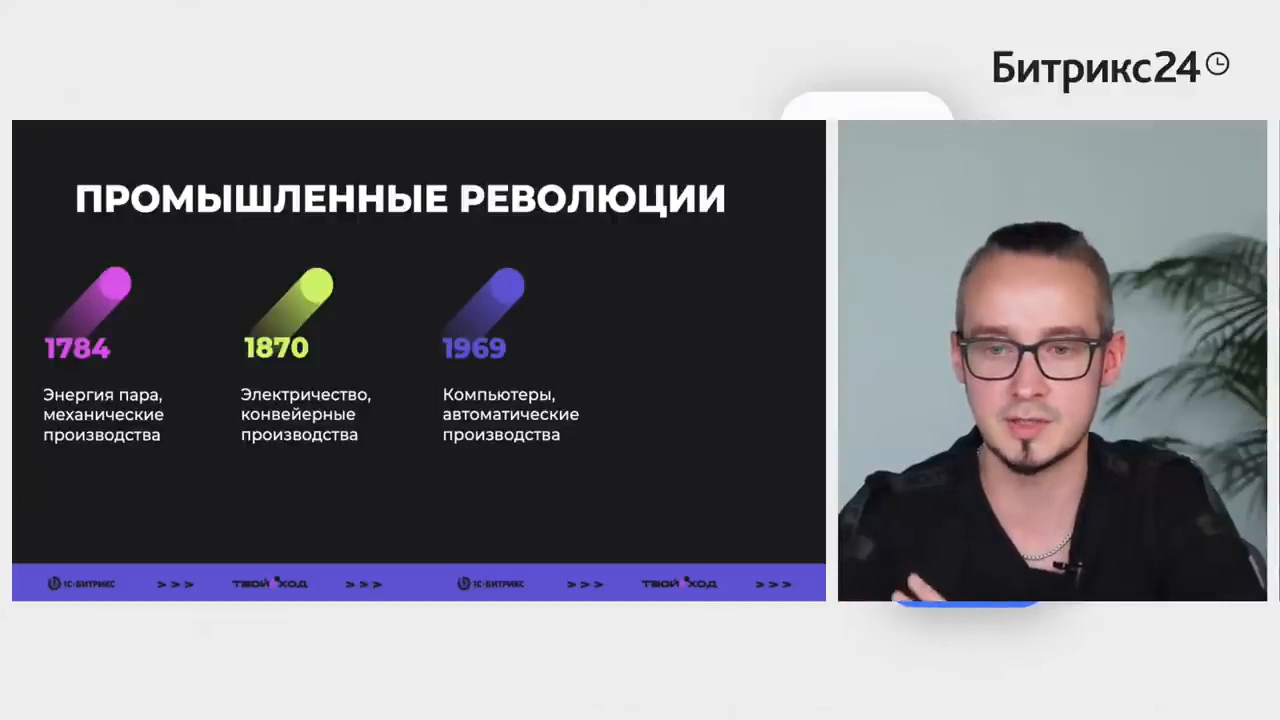 Битрикс24
ПРОМЫШЛЕННЫЕ РЕВОЛЮЦИИ
1784
Энергия пара,
механические
производства
1870
Электричество,
конвейерные
производства
1969
Компьютеры,
автоматические
производства
1С-БИТРИКС > > > ТВОЙ ХОД > > > 1С-БИТРИКС > > > ТВОЙ ХОД > > >